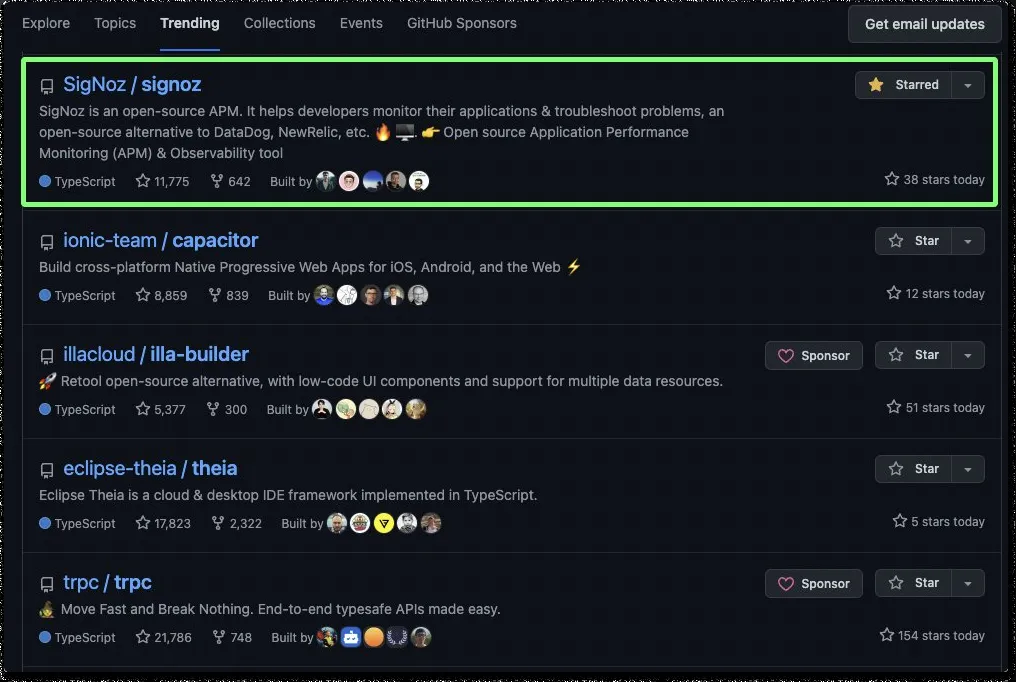 Explore Topics Trending Collections Events GitHub Sponsors Get email updates
SigNoz / signoz Starred
SigNoz is an open-source APM. It helps developers monitor their applications & troubleshoot problems, an
open-source alternative to DataDog, NewRelic, etc. 🔥 🖥. 👉 Open source Application Performance
Monitoring (APM) & Observability tool
TypeScript 11,775 642 Built by 38 stars today
ionic-team / capacitor Star
Build cross-platform Native Progressive Web Apps for iOS, Android, and the Web ⚡
TypeScript 8,859 839 Built by 12 stars today
illacloud / illa-builder Sponsor Star
🚀 Retool open-source alternative, with low-code UI components and support for multiple data resources.
TypeScript 5,377 300 Built by 51 stars today
eclipse-theia / theia Star
Eclipse Theia is a cloud & desktop IDE framework implemented in TypeScript.
TypeScript 17,823 2,322 Built by 5 stars today
trpc / trpc Sponsor Star
Move Fast and Break Nothing. End-to-end typesafe APIs made easy.
TypeScript 21,786 748 Built by 154 stars today